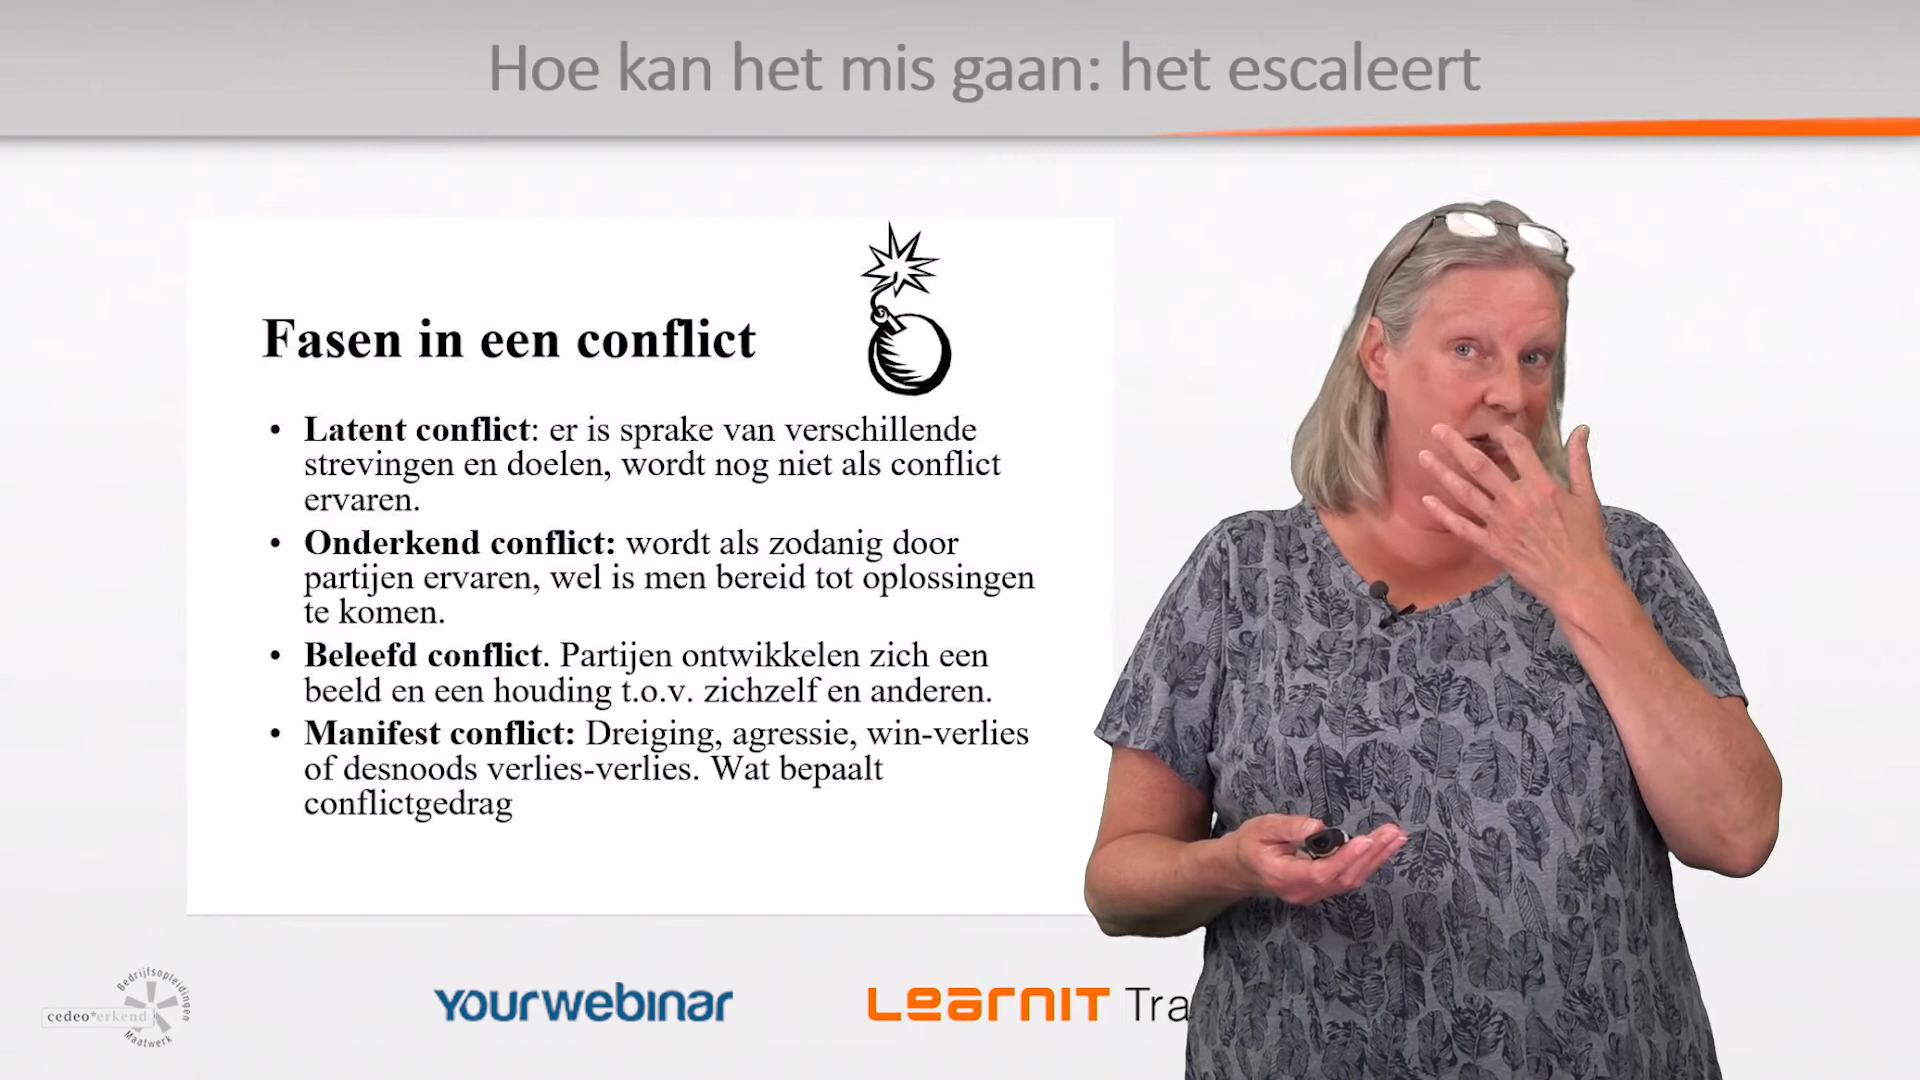 Hoe kan het mis gaan: het escaleert
Fasen in een conflict
• Latent conflict: er is sprake van verschillende
strevingen en doelen, wordt nog niet als conflict
ervaren.
• Onderkend conflict: wordt als zodanig door
partijen ervaren, wel is men bereid tot oplossingen
te komen.
• Beleefd conflict. Partijen ontwikkelen zich een
beeld en een houding t.o.v. zichzelf en anderen.
• Manifest conflict: Dreiging, agressie, win-verlies
of desnoods verlies-verlies. Wat bepaalt
conflictgedrag
Bedrijfsopleidingen
cedeo*erkend
Maatwerk
YOURWEBINAR
LEARNIT Tra